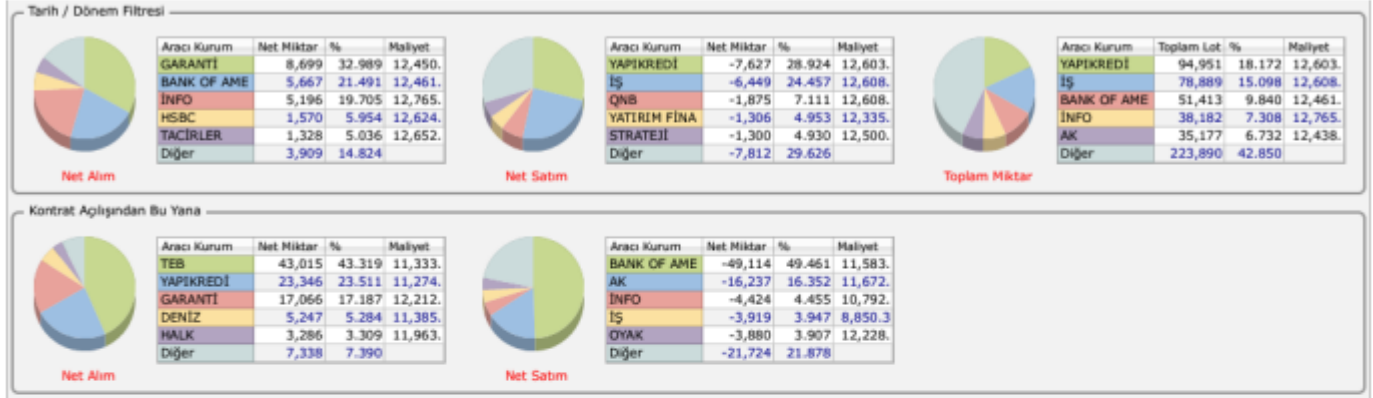 Tarih / Dönem Filtresi
Aracı Kurum Net Miktar % Maliyet
GARANTİ 8,699 32.989 12,450.
BANK OF AME 5,667 21.491 12,461.
İNFO 5,196 19.705 12,765.
HSBC 1,570 5.954 12,624.
TACİRLER 1,328 5.036 12,652.
Diğer 3,909 14.824
Net Alım
Aracı Kurum Net Miktar % Maliyet
YAPIKREDİ -7,627 28.924 12,603.
İŞ -6,449 24.457 12,608.
QNB -1,875 7.111 12,608.
YATIRIM FİNA -1,306 4.953 12,335.
STRATEJİ -1,300 4.930 12,500.
Diğer -7,812 29.626
Net Satım
Aracı Kurum Toplam Lot % Maliyet
YAPIKREDİ 94,951 18.172 12,603.
İŞ 78,889 15.098 12,608.
BANK OF AME 51,413 9.840 12,461.
İNFO 38,182 7.308 12,765.
AK 35,177 6.732 12,438.
Diğer 223,890 42.850
Toplam Miktar
Kontrat Açılışından Bu Yana
Aracı Kurum Net Miktar % Maliyet
TEB 43,015 43.319 11,333.
YAPIKREDİ 23,346 23.511 11,274.
GARANTİ 17,066 17.187 12,212.
DENİZ 5,247 5.284 11,385.
HALK 3,286 3.309 11,963.
Diğer 7,338 7.390
Net Alım
Aracı Kurum Net Miktar % Maliyet
BANK OF AME -49,114 49.461 11,583.
AK -16,237 16.352 11,672.
İNFO -4,424 4.455 10,792.
İŞ -3,919 3.947 8,850.3
OYAK -3,880 3.907 12,228.
Diğer -21,724 21.878
Net Satım